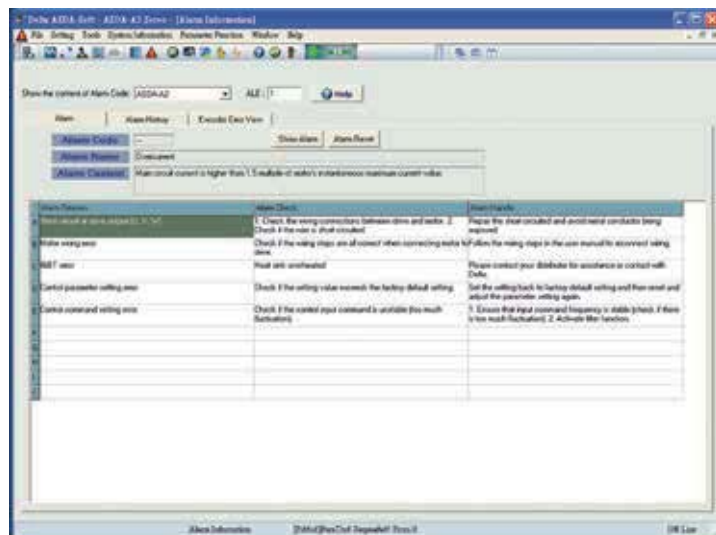 Delta ASDA-Soft - ASDA-A2 Servo - [Alarm Information]
File Setting Tools System Information Parameter Function Window Help
Show the content of Alarm Code: ASDA-A2 ALE: 1 Help
Alarm Alarm History Encoder Data View
Alarm Code -- Show Alarm Alarm Reset
Alarm Name Overcurrent
Alarm Content Main circuit current is higher than 1.5 multiple of motor's instantaneous maximum current value.
Alarm Reason Alarm Check Alarm Handle
Short-circuit at drive output 1. Check the wiring connections between drive and motor. 2. Repair the short-circuited and avoid metal conductor being
Check if the wire is short-circuited. exposed.
Motor wiring error Check if the wiring steps are all correct when connecting motor to Follow the wiring steps in the user manual to reconnect wiring.
drive.
IGBT error Heat sink overheated Please contact your distributor for assistance or contact with
Delta.
Control parameter setting error Check if the setting value exceeds the factory default setting. Set the setting back to factory default setting and then reset and
adjust the parameter setting again.
Control command setting error Check if the control input command is unstable (too much 1. Ensure that input command frequency is stable (check if there
fluctuation). is too much fluctuation). 2. Activate filter function.
Alarm Information Off Line